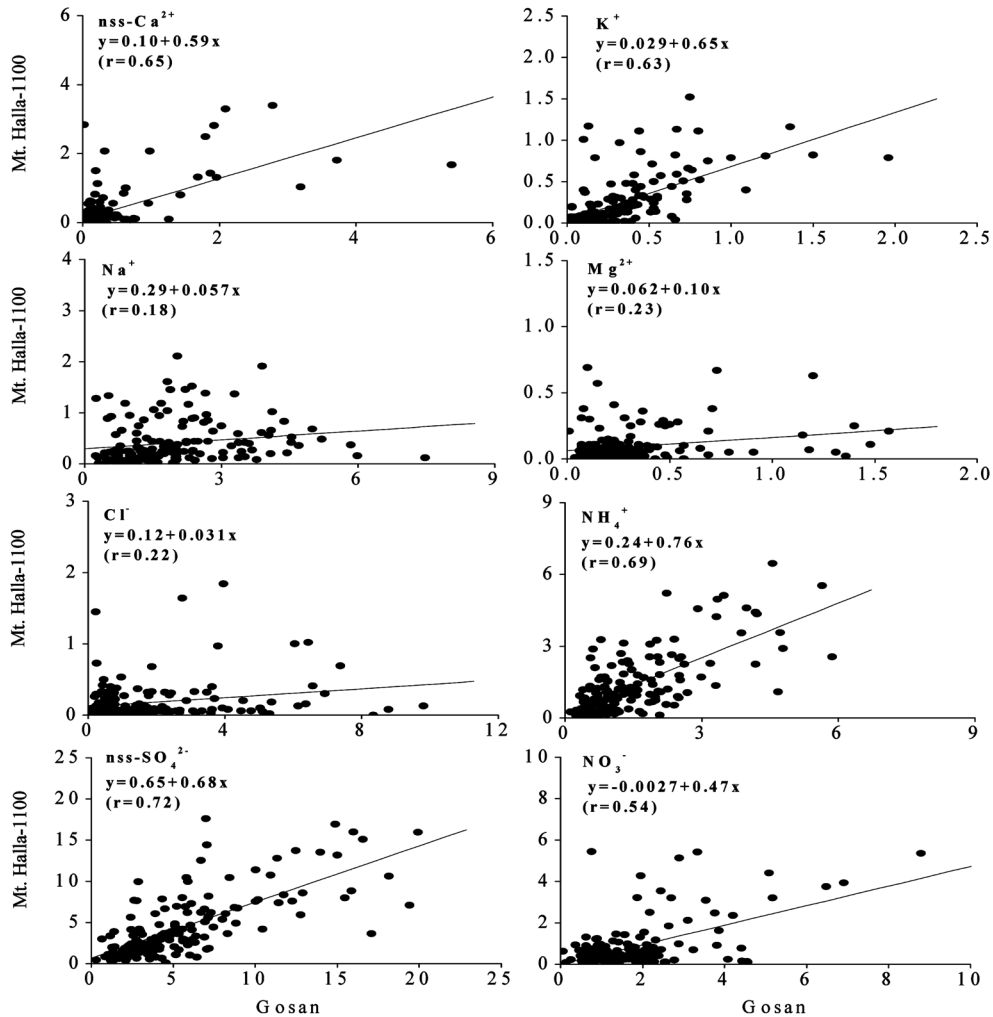 nss-Ca²⁺
y=0.10+0.59x
(r=0.65)
Mt. Halla-1100
6
4
2
0
0
2
4
6
K⁺
y=0.029+0.65x
(r=0.63)
2.5
2.0
1.5
1.0
0.5
0.0
0.0
0.5
1.0
1.5
2.0
2.5
Na⁺
y=0.29+0.057x
(r=0.18)
Mt. Halla-1100
4
3
2
1
0
0
3
6
9
Mg²⁺
y=0.062+0.10x
(r=0.23)
1.5
1.0
0.5
0.0
0.0
0.5
1.0
1.5
2.0
Cl⁻
y=0.12+0.031x
(r=0.22)
Mt. Halla-1100
3
2
1
0
0
4
8
12
NH₄⁺
y=0.24+0.76x
(r=0.69)
9
6
3
0
0
3
6
9
nss-SO₄²⁻
y=0.65+0.68x
(r=0.72)
Mt. Halla-1100
25
20
15
10
5
0
0
5
10
15
20
25
Gosan
NO₃⁻
y=-0.0027+0.47x
(r=0.54)
10
8
6
4
2
0
0
2
4
6
8
10
Gosan